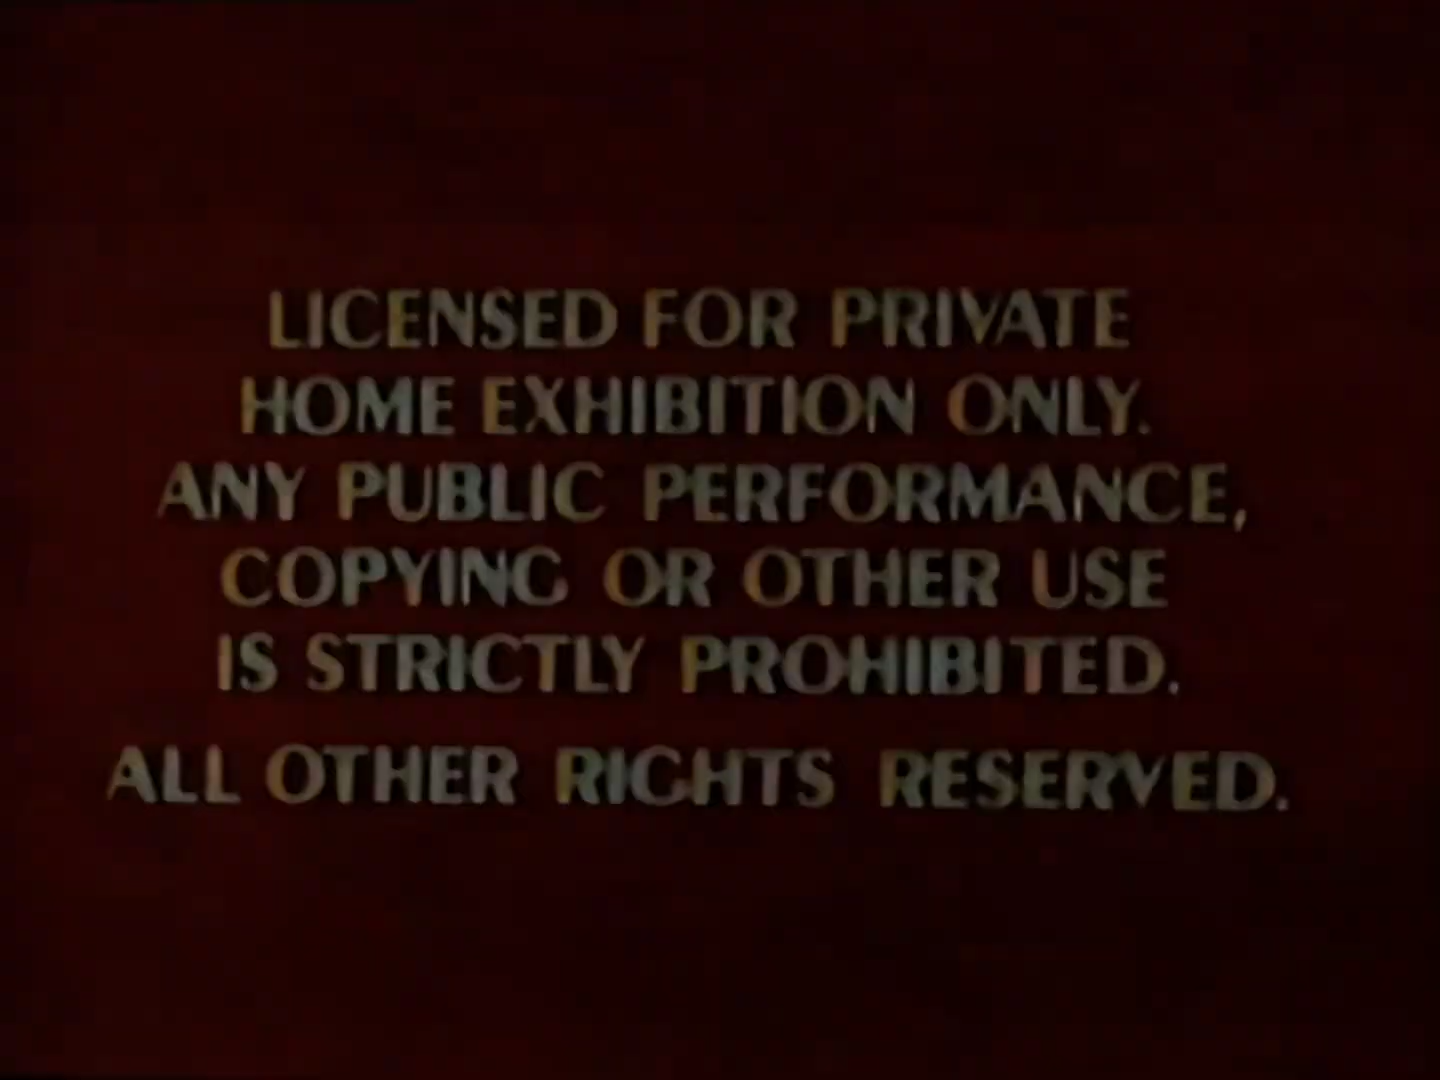 LICENSED FOR PRIVATE
HOME EXHIBITION ONLY.
ANY PUBLIC PERFORMANCE,
COPYING OR OTHER USE
IS STRICTLY PROHIBITED.
ALL OTHER RIGHTS RESERVED.